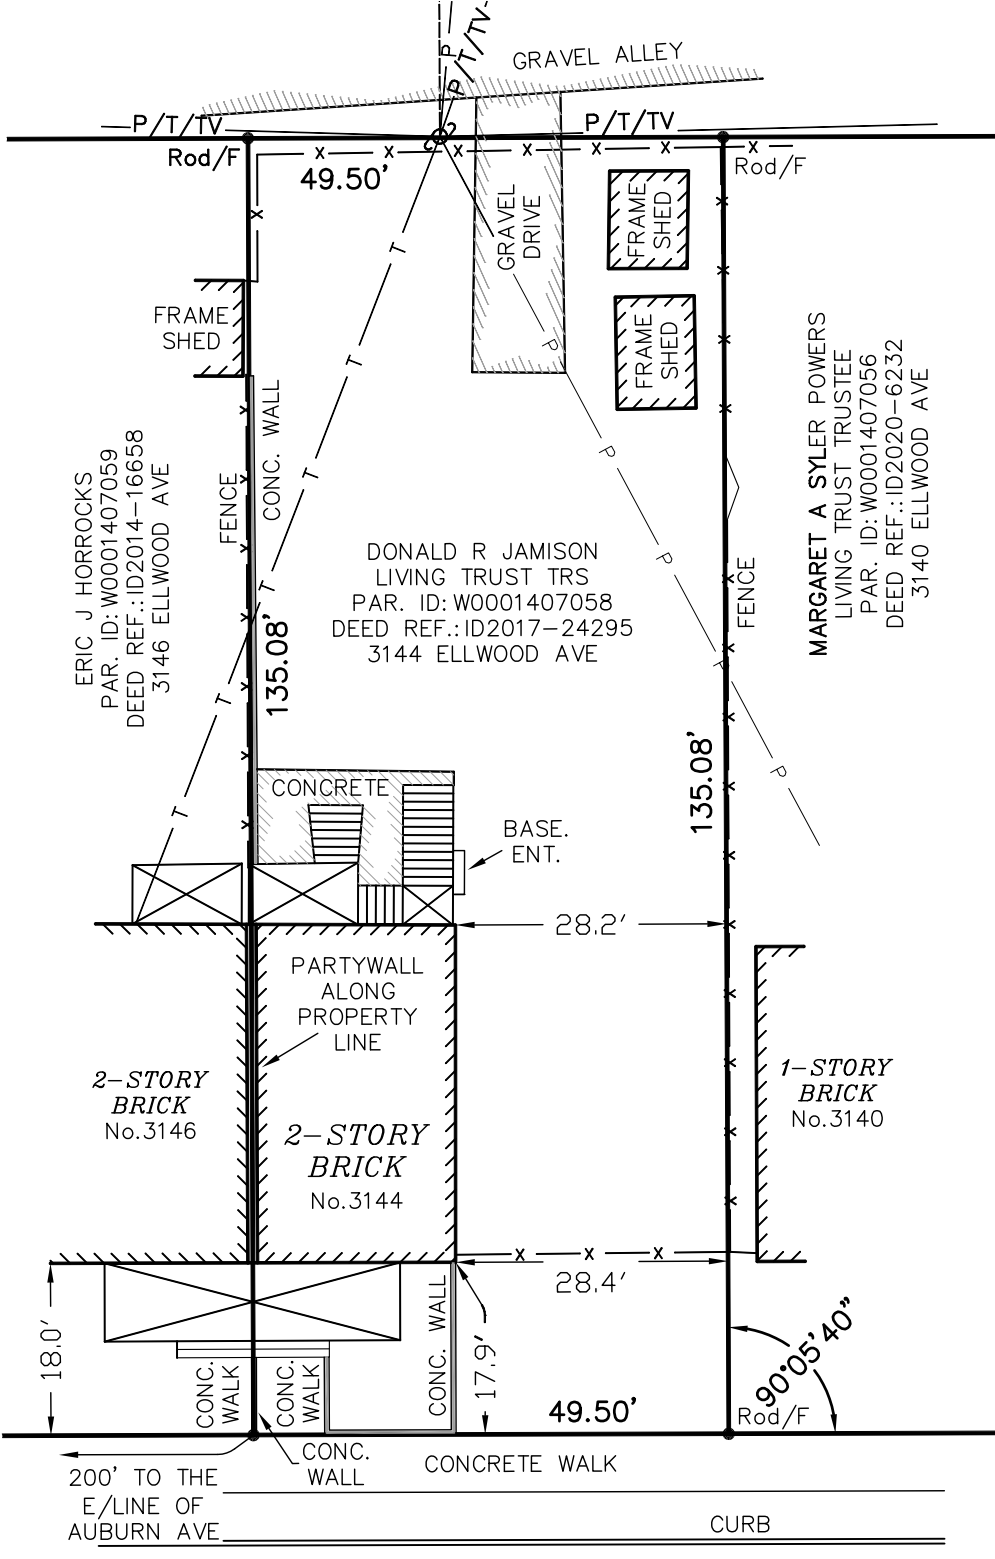 GRAVEL ALLEY
P
P/T/TV
P/T/TV
P/T/TV
Rod/F
x x x x x x x
Rod/F
49.50'
GRAVEL
DRIVE
FRAME
SHED
FRAME
SHED
FRAME
SHED
T
T
T
T
T
T
P
P
P
P
P
CONC. WALL
FENCE
ERIC J HORROCKS
PAR. ID: W0001407059
DEED REF.: ID2014-16658
3146 ELLWOOD AVE
DONALD R JAMISON
LIVING TRUST TRS
PAR. ID: W0001407058
DEED REF.: ID2017-24295
3144 ELLWOOD AVE
MARGARET A SYLER POWERS
LIVING TRUST TRUSTEE
PAR. ID: W0001407056
DEED REF.: ID2020-6232
3140 ELLWOOD AVE
FENCE
135.08'
135.08'
CONCRETE
BASE.
ENT.
28.2'
PARTYWALL
ALONG
PROPERTY
LINE
2-STORY
BRICK
No.3146
2-STORY
BRICK
No.3144
1-STORY
BRICK
No.3140
x x x
28.4'
18.0'
CONC. WALL
17.9'
CONC.
WALK
CONC.
WALK
90°05'40"
49.50'
Rod/F
CONC.
WALL
CONCRETE WALK
200' TO THE
E/LINE OF
AUBURN AVE
CURB